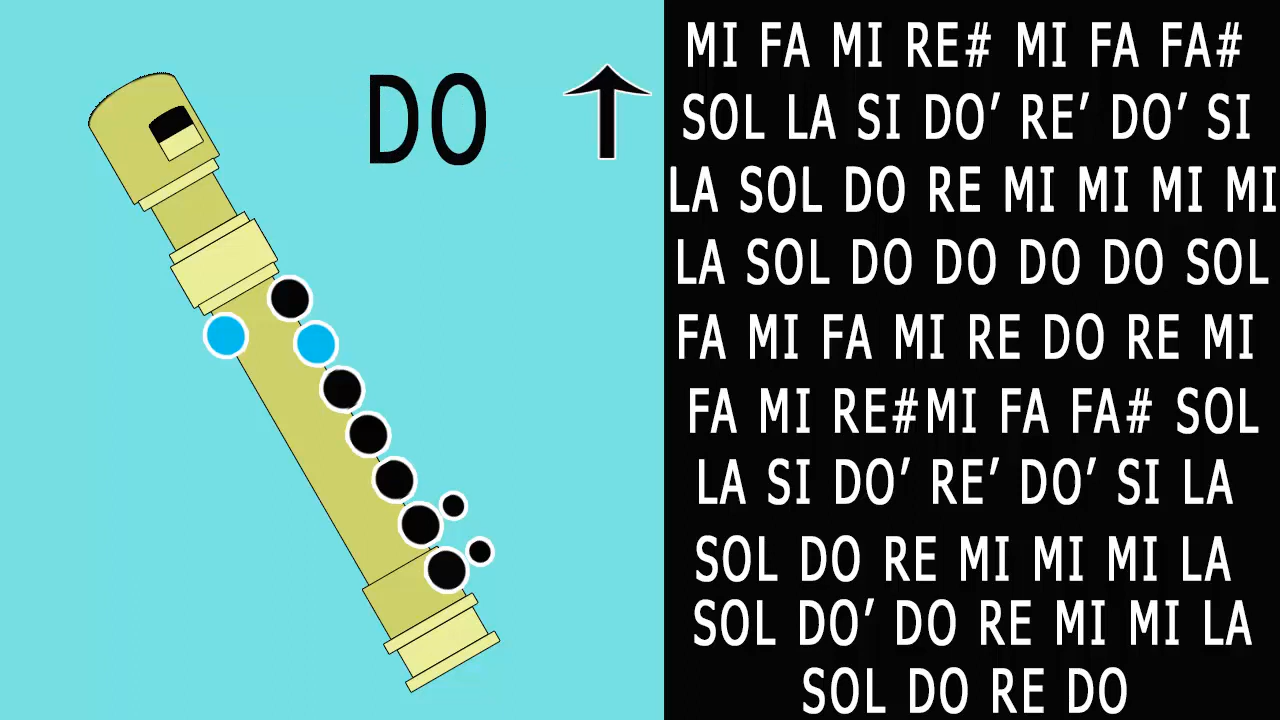 DO
MI FA MI RE# MI FA FA#
SOL LA SI DO’ RE’ DO’ SI
LA SOL DO RE MI MI MI MI
LA SOL DO DO DO DO SOL
FA MI FA MI RE DO RE MI
FA MI RE#MI FA FA# SOL
LA SI DO’ RE’ DO’ SI LA
SOL DO RE MI MI MI LA
SOL DO’ DO RE MI MI LA
SOL DO RE DO